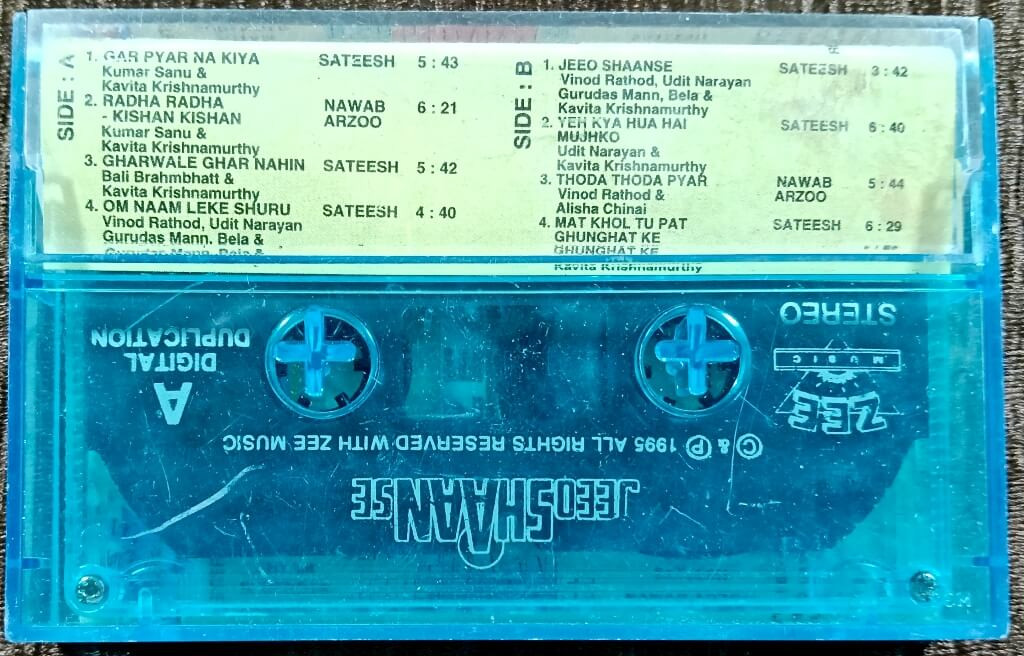 SIDE : A
1. GAR PYAR NA KIYA SATEESH 5 : 43
Kumar Sanu &
Kavita Krishnamurthy
2. RADHA RADHA NAWAB 6 : 21
- KISHAN KISHAN ARZOO
Kumar Sanu &
Kavita Krishnamurthy
3. GHARWALE GHAR NAHIN SATEESH 5 : 42
Bali Brahmbhatt &
Kavita Krishnamurthy
4. OM NAAM LEKE SHURU SATEESH 4 : 40
Vinod Rathod, Udit Narayan
Gurudas Mann, Bela &
SIDE : B
1. JEEO SHAANSE SATEESH 3 : 42
Vinod Rathod, Udit Narayan
Gurudas Mann, Bela &
Kavita Krishnamurthy
2. YEH KYA HUA HAI SATEESH 6 : 40
MUJHKO
Udit Narayan &
Kavita Krishnamurthy
3. THODA THODA PYAR NAWAB 5 : 44
Vinod Rathod & ARZOO
Alisha Chinai
4. MAT KHOL TU PAT SATEESH 6 : 29
GHUNGHAT KE
Kavita Krishnamurthy
JEEO SHAAN SE
© & ℗ 1995 ALL RIGHTS RESERVED WITH ZEE MUSIC
ZEE
MUSIC
STEREO
A
DIGITAL
DUPLICATION